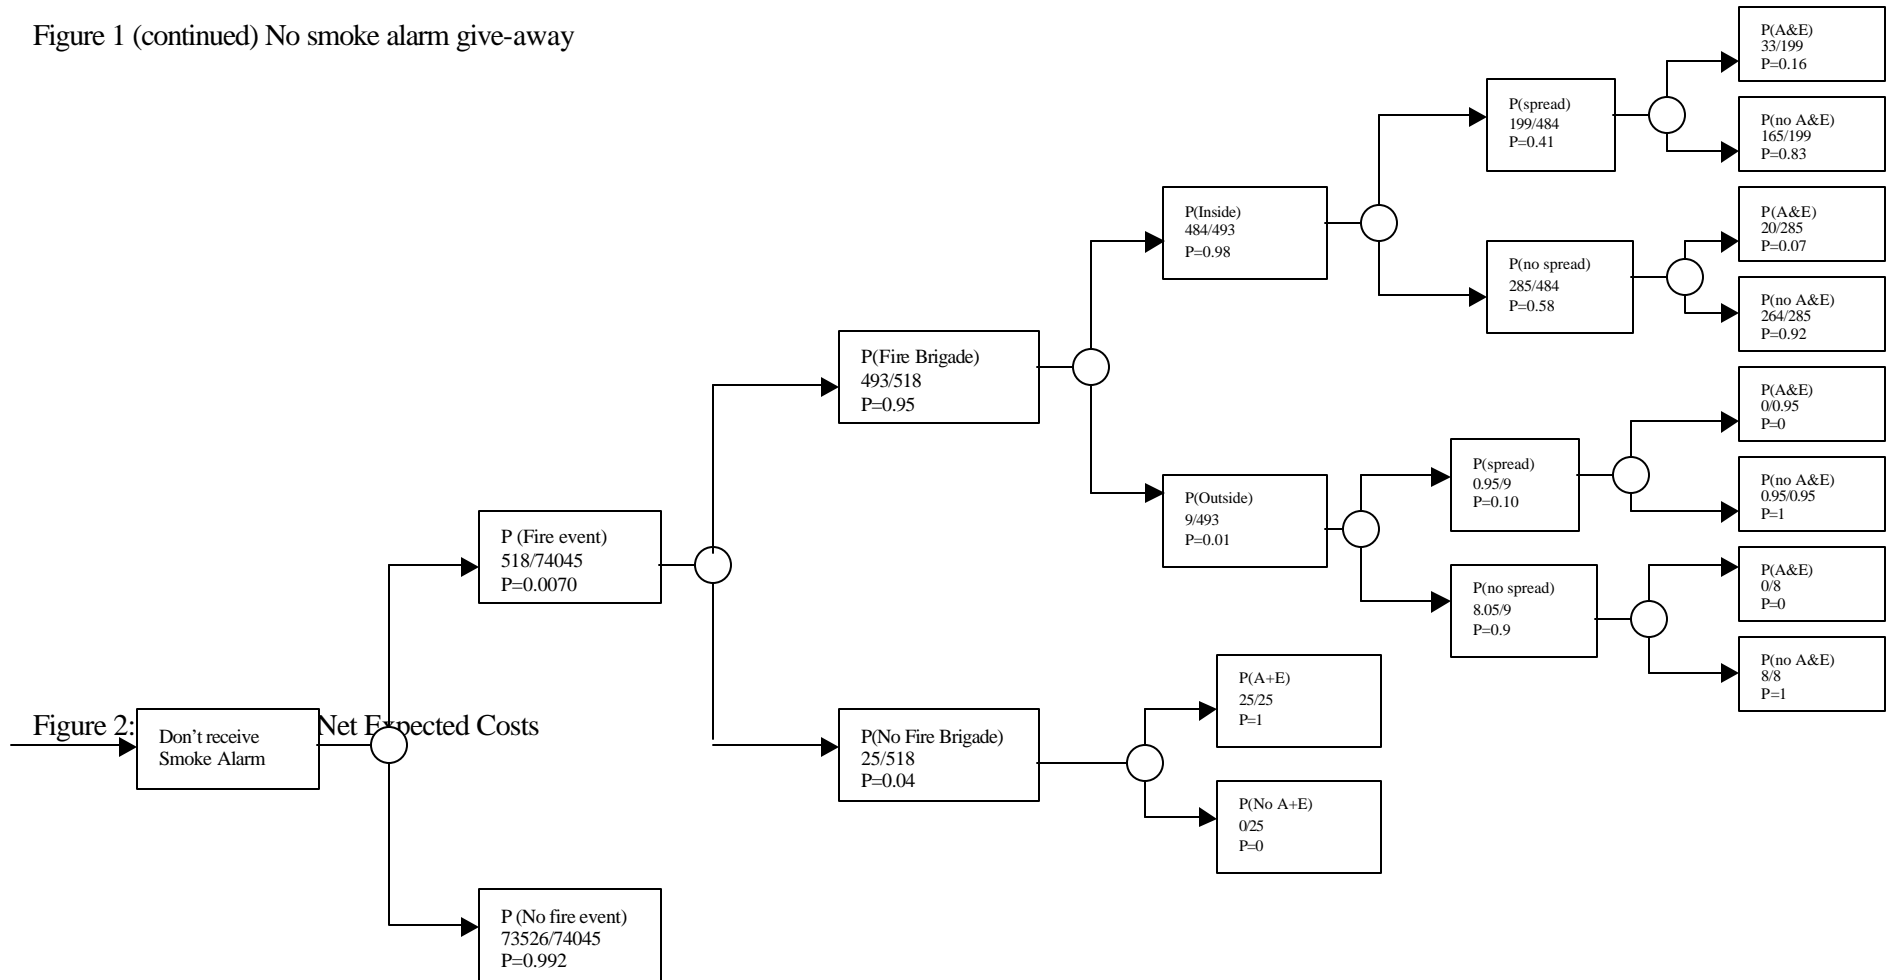 Figure 1 (continued) No smoke alarm give-away
P(A&E)
33/199
P=0.16
P(no A&E)
165/199
P=0.83
P(spread)
199/484
P=0.41
P(Inside)
484/493
P=0.98
P(A&E)
20/285
P=0.07
P(no spread)
285/484
P=0.58
P(no A&E)
264/285
P=0.92
P(Fire Brigade)
493/518
P=0.95
P(A&E)
0/0.95
P=0
P(spread)
0.95/9
P=0.10
P(no A&E)
0.95/0.95
P=1
P(Outside)
9/493
P=0.01
P (Fire event)
518/74045
P=0.0070
P(A&E)
0/8
P=0
P(no spread)
8.05/9
P=0.9
P(no A&E)
8/8
P=1
P(A+E)
25/25
P=1
Figure 2: Net Expected Costs
Don't receive
Smoke Alarm
P(No Fire Brigade)
25/518
P=0.04
P(No A+E)
0/25
P=0
P (No fire event)
73526/74045
P=0.992